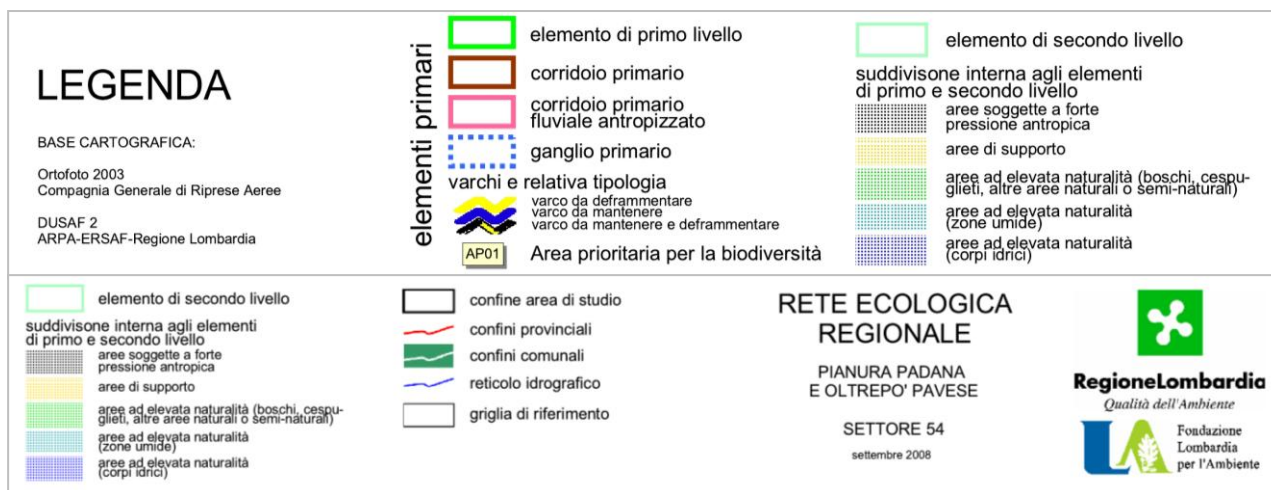 LEGENDA
BASE CARTOGRAFICA:
Ortofoto 2003
Compagnia Generale di Riprese Aeree
DUSAF 2
ARPA-ERSAF-Regione Lombardia
elementi primari
elemento di primo livello
corridoio primario
corridoio primario
fluviale antropizzato
ganglio primario
varchi e relativa tipologia
varco da deframmentare
varco da mantenere
varco da mantenere e deframmentare
AP01 Area prioritaria per la biodiversità
elemento di secondo livello
suddivisone interna agli elementi
di primo e secondo livello
aree soggette a forte
pressione antropica
aree di supporto
aree ad elevata naturalità (boschi, cespu-
glieti, altre aree naturali o semi-naturali)
aree ad elevata naturalità
(zone umide)
aree ad elevata naturalità
(corpi idrici)
elemento di secondo livello
suddivisone interna agli elementi
di primo e secondo livello
aree soggette a forte
pressione antropica
aree di supporto
aree ad elevata naturalità (boschi, cespu-
glieti, altre aree naturali o semi-naturali)
aree ad elevata naturalità
(zone umide)
aree ad elevata naturalità
(corpi idrici)
confine area di studio
confini provinciali
confini comunali
reticolo idrografico
griglia di riferimento
RETE ECOLOGICA
REGIONALE
PIANURA PADANA
E OLTREPO' PAVESE
SETTORE 54
settembre 2008
RegioneLombardia
Qualità dell'Ambiente
Fondazione
Lombardia
per l'Ambiente